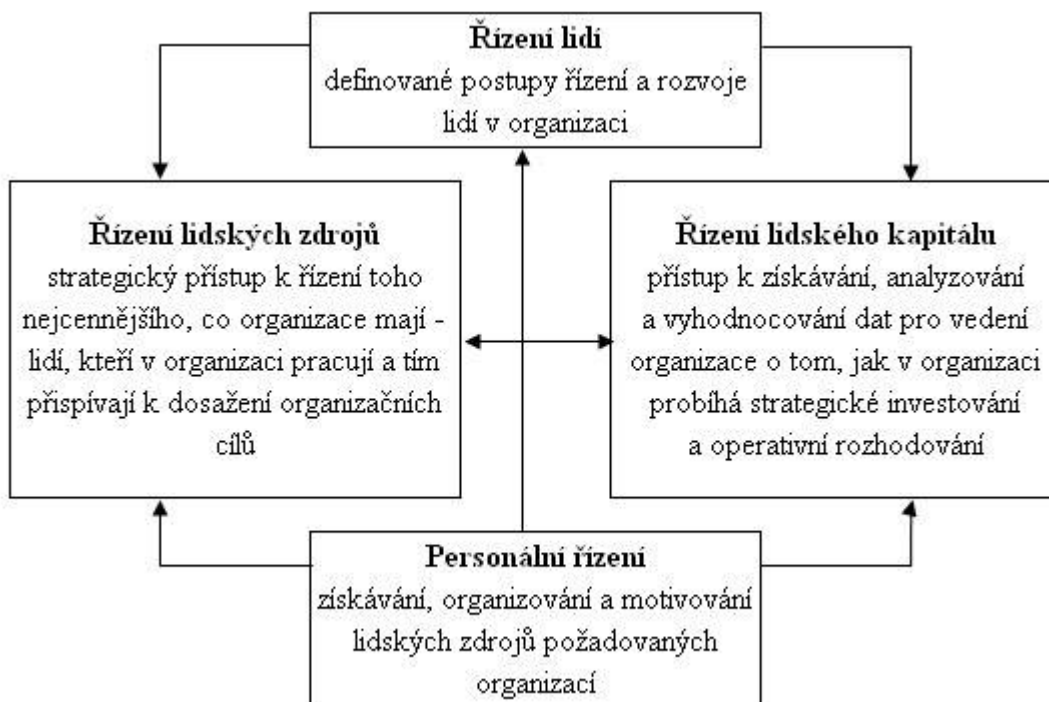 Řízení lidí
definované postupy řízení a rozvoje
lidí v organizaci
Řízení lidských zdrojů
strategický přístup k řízení toho
nejcennějšího, co organizace mají -
lidí, kteří v organizaci pracují a tím
přispívají k dosažení organizačních
cílů
Řízení lidského kapitálu
přístup k získávání, analyzování
a vyhodnocování dat pro vedení
organizace o tom, jak v organizaci
probíhá strategické investování
a operativní rozhodování
Personální řízení
získávání, organizování a motivování
lidských zdrojů požadovaných
organizací